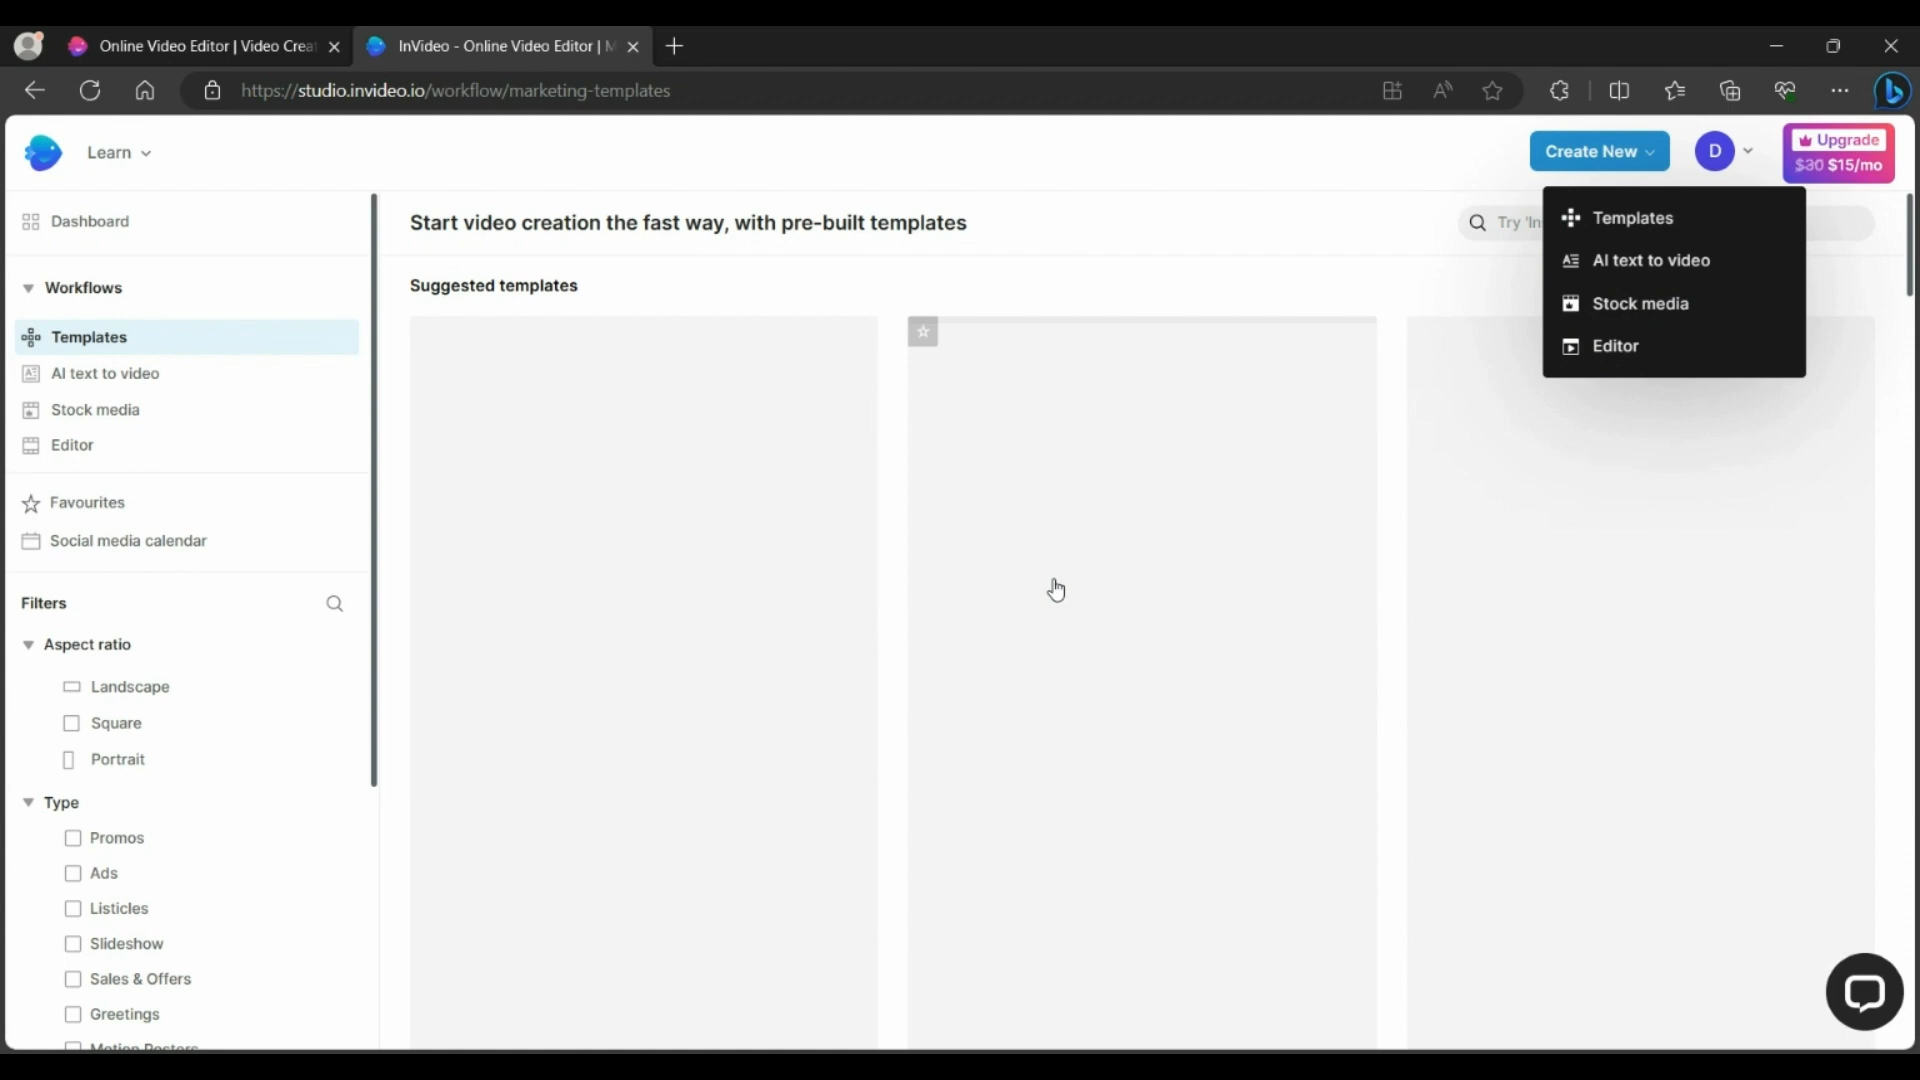 Online Video Editor | Video Crea
InVideo - Online Video Editor | M
https://studio.invideo.io/workflow/marketing-templates
Learn
Create New
D
Upgrade
$30 $15/mo
Dashboard
Start video creation the fast way, with pre-built templates
Try 'In
Templates
AI text to video
Stock media
Editor
Workflows
Suggested templates
Templates
AI text to video
Stock media
Editor
Favourites
Social media calendar
Filters
Aspect ratio
Landscape
Square
Portrait
Type
Promos
Ads
Listicles
Slideshow
Sales & Offers
Greetings
Motion Posters